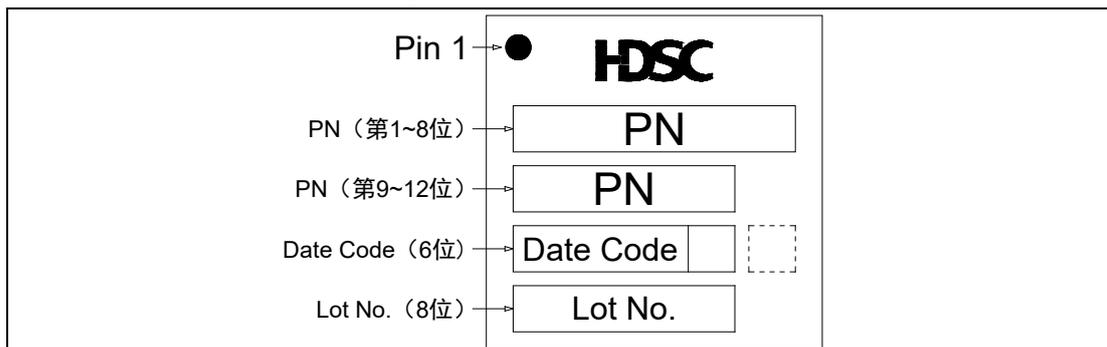 Pin 1 HDSC
PN（第1~8位） PN
PN（第9~12位） PN
Date Code（6位） Date Code
Lot No.（8位） Lot No.